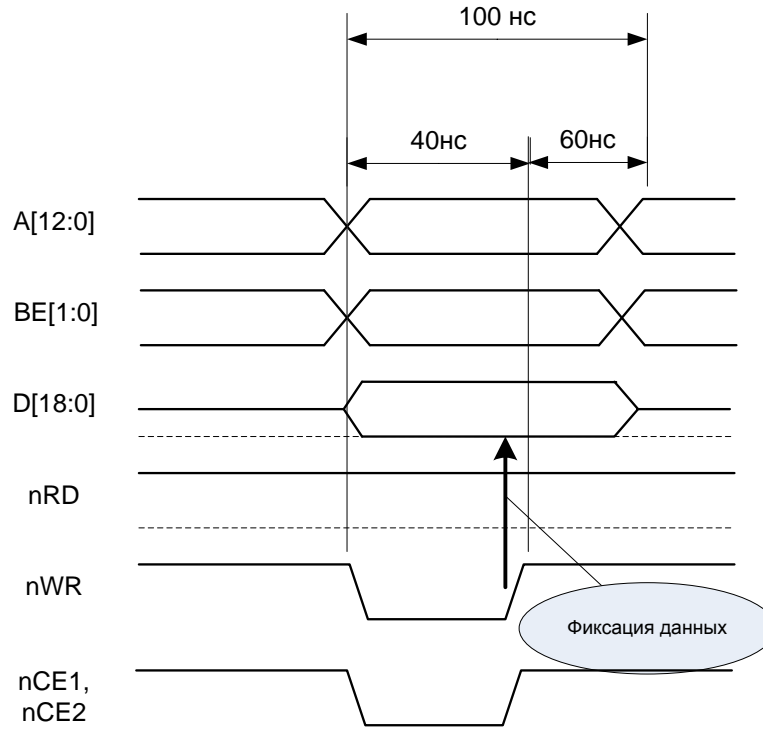 100 нс
40нс
60нс
A[12:0]
BE[1:0]
D[18:0]
nRD
nWR
Фиксация данных
nCE1,
nCE2